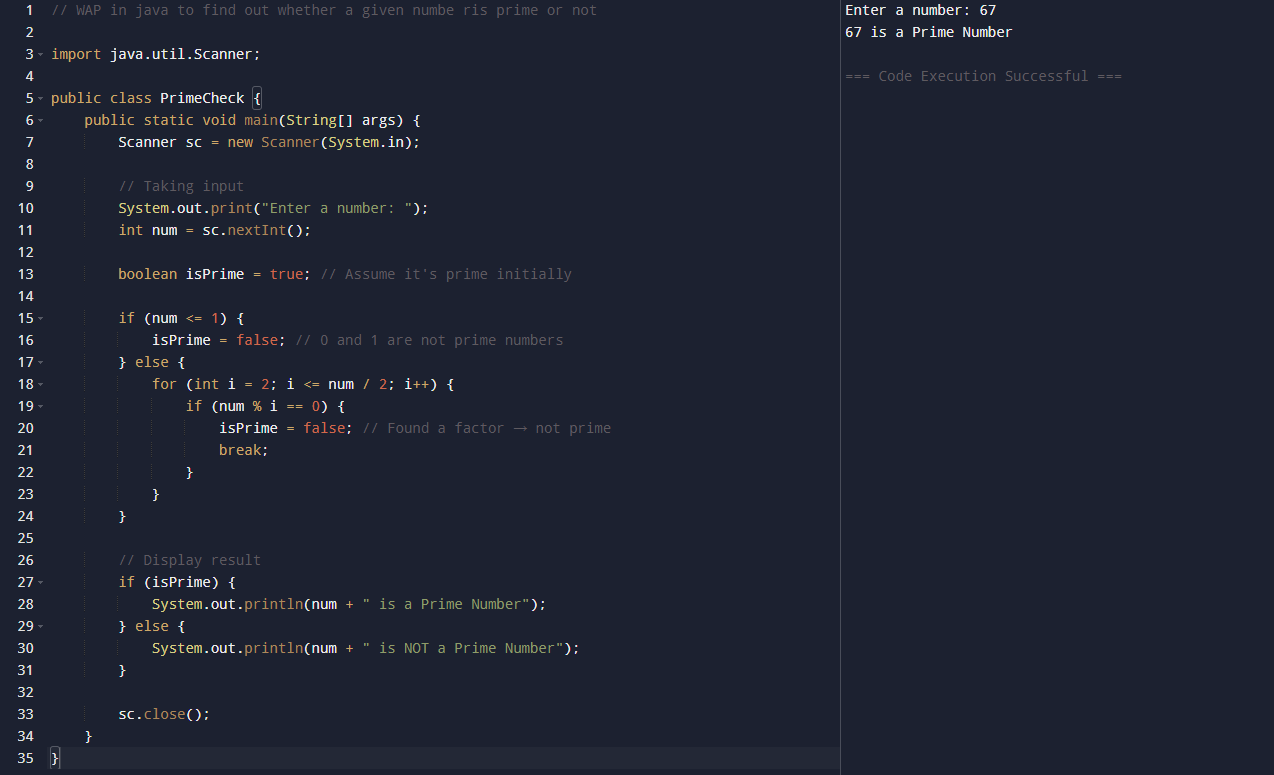 1 // WAP in java to find out whether a given numbe ris prime or not
2
3 import java.util.Scanner;
4
5 public class PrimeCheck {
6     public static void main(String[] args) {
7         Scanner sc = new Scanner(System.in);
8
9         // Taking input
10         System.out.print("Enter a number: ");
11         int num = sc.nextInt();
12
13         boolean isPrime = true; // Assume it's prime initially
14
15         if (num <= 1) {
16             isPrime = false; // 0 and 1 are not prime numbers
17         } else {
18             for (int i = 2; i <= num / 2; i++) {
19                 if (num % i == 0) {
20                     isPrime = false; // Found a factor → not prime
21                     break;
22                 }
23             }
24         }
25
26         // Display result
27         if (isPrime) {
28             System.out.println(num + " is a Prime Number");
29         } else {
30             System.out.println(num + " is NOT a Prime Number");
31         }
32
33         sc.close();
34     }
35 }
Enter a number: 67
67 is a Prime Number
=== Code Execution Successful ===